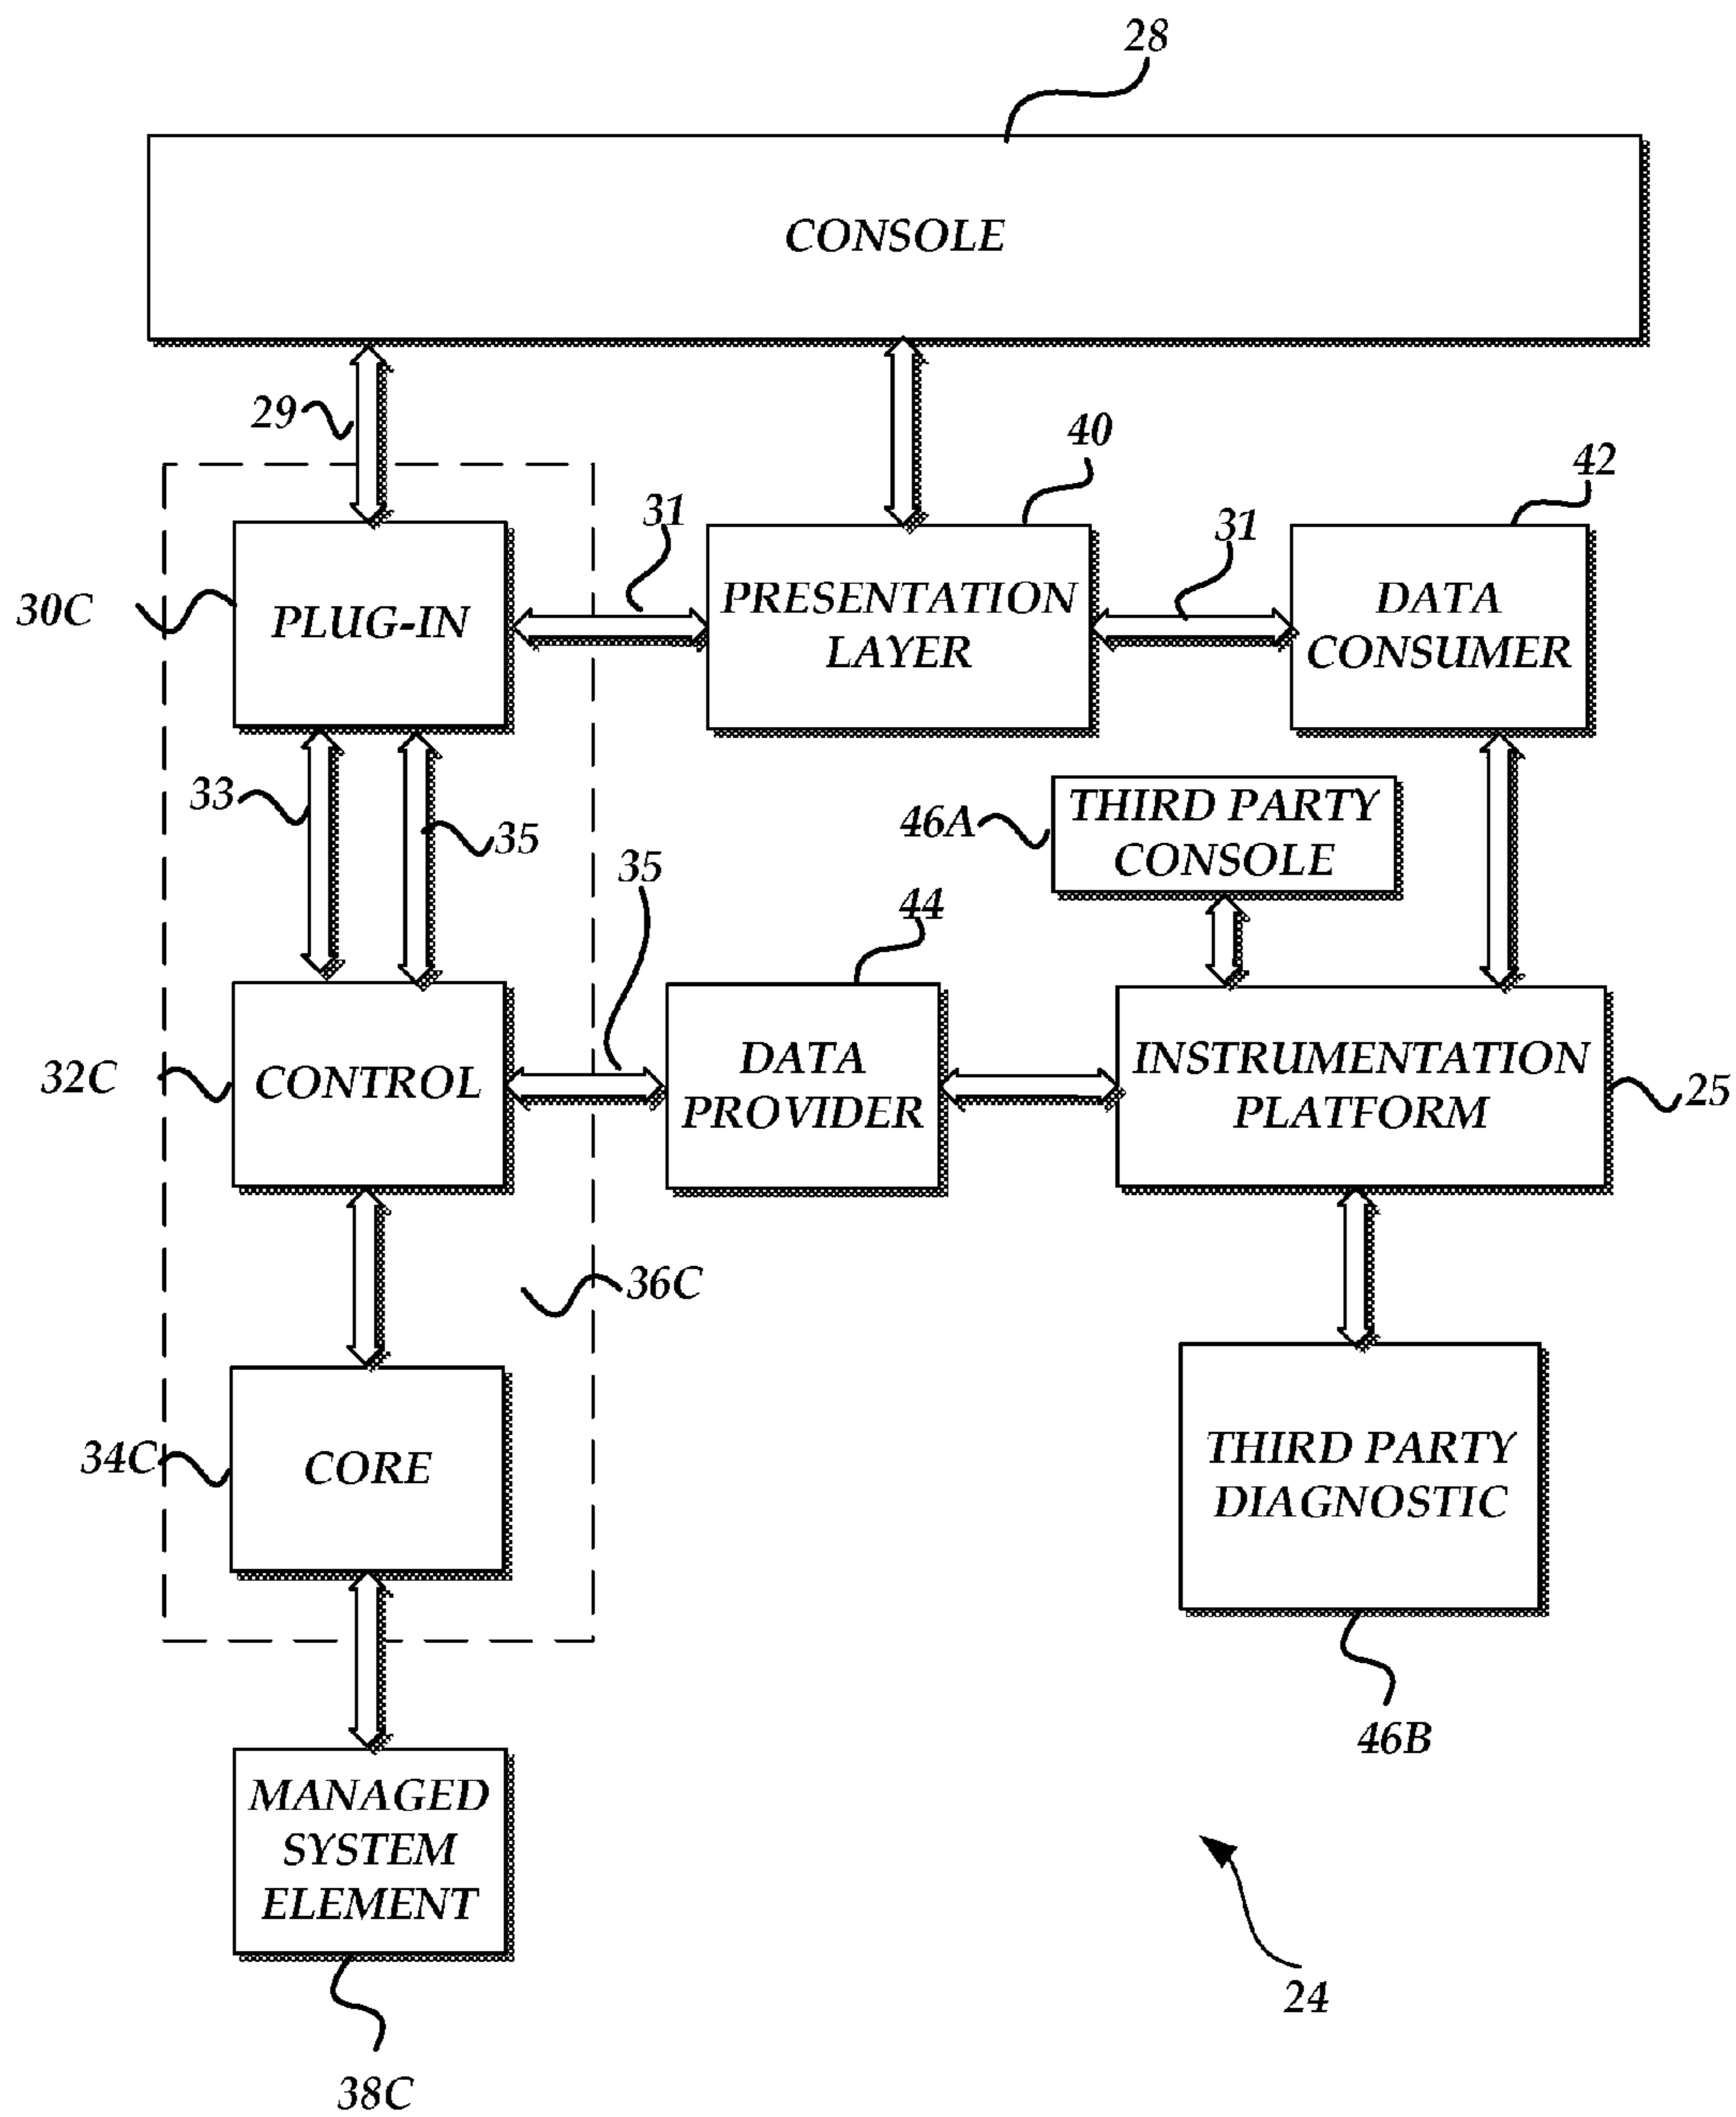 28
CONSOLE
29
40
42
31
31
30C
PLUG-IN
PRESENTATION
LAYER
DATA
CONSUMER
33
35
46A
THIRD PARTY
CONSOLE
35
44
32C
CONTROL
DATA
PROVIDER
INSTRUMENTATION
PLATFORM
25
36C
34C
CORE
THIRD PARTY
DIAGNOSTIC
46B
MANAGED
SYSTEM
ELEMENT
24
38C